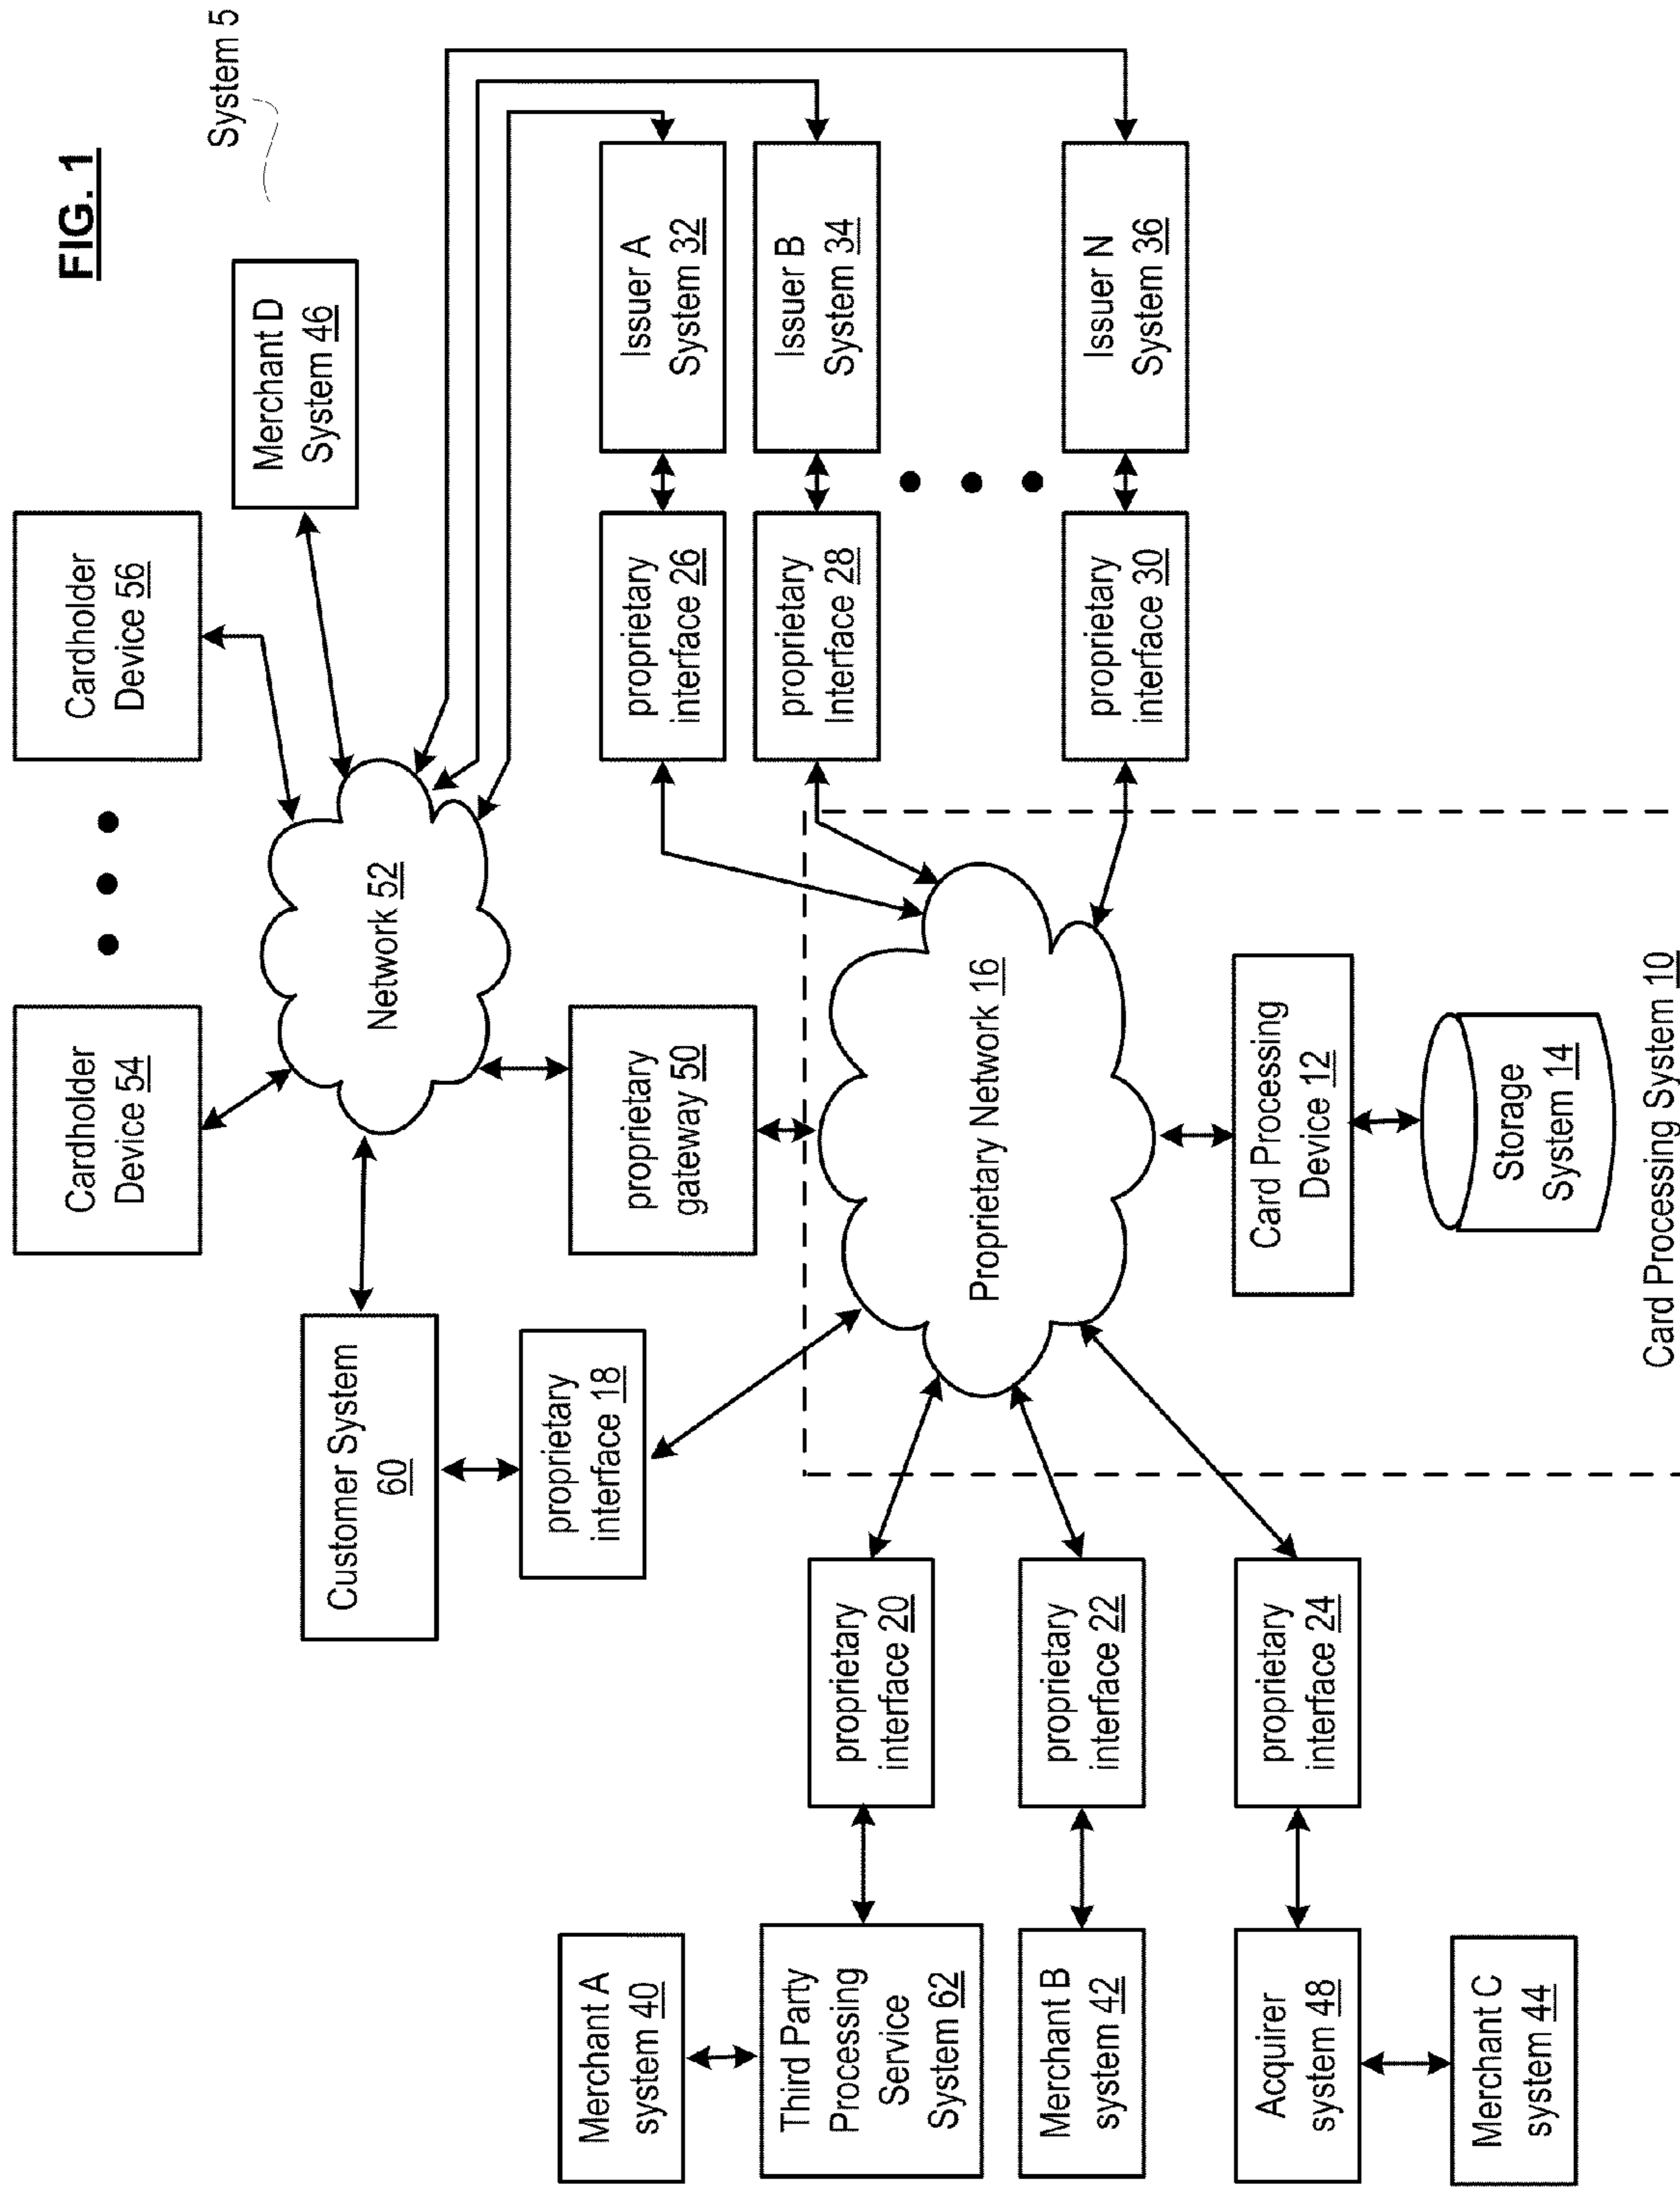 FIG. 1
System 5
Cardholder
Device 54
Cardholder
Device 56
Merchant D
System 46
Network 52
Customer System
60
proprietary
interface 18
proprietary
gateway 50
proprietary
interface 26
Issuer A
System 32
proprietary
Interface 28
Issuer B
System 34
proprietary
interface 30
Issuer N
System 36
Merchant A
system 40
Third Party
Processing
Service
System 62
proprietary
interface 20
Merchant B
system 42
proprietary
interface 22
Acquirer
system 48
proprietary
interface 24
Merchant C
system 44
Proprietary Network 16
Card Processing
Device 12
Storage
System 14
Card Processing System 10